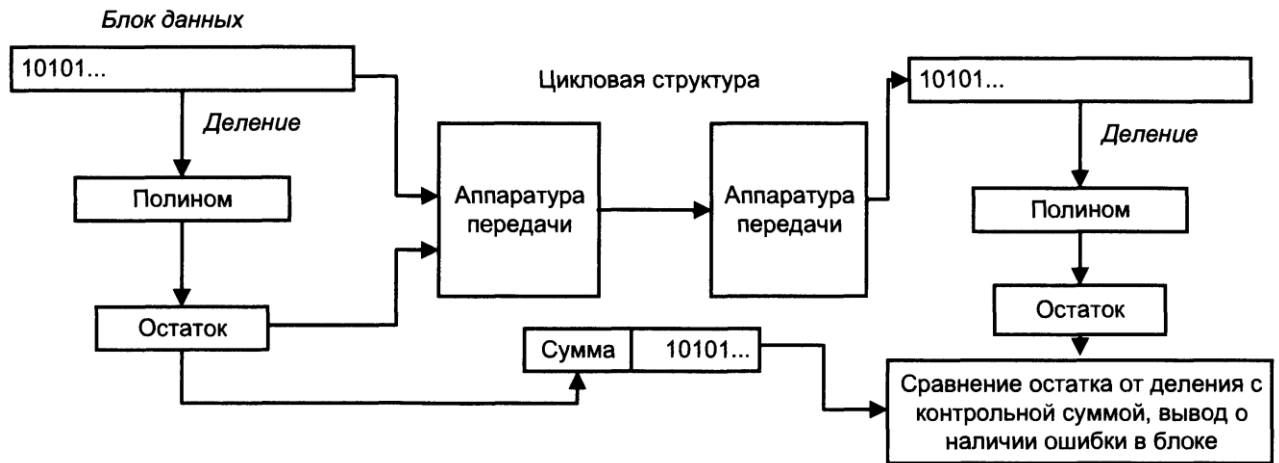 Блок данных
10101...
Деление
Полином
Остаток
Цикловая структура
Аппаратура
передачи
Аппаратура
передачи
Сумма
10101...
10101...
Деление
Полином
Остаток
Сравнение остатка от деления с
контрольной суммой, вывод о
наличии ошибки в блоке